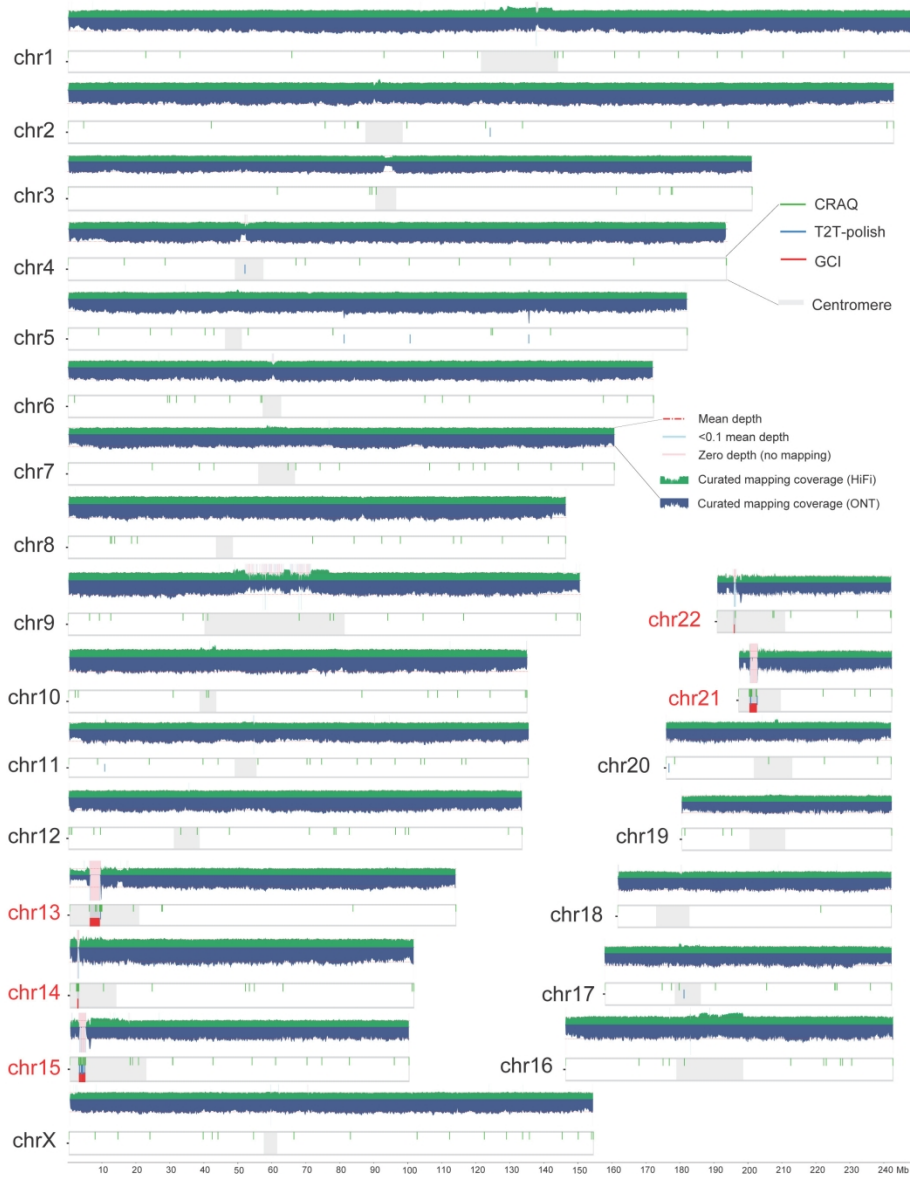 chr1
chr2
chr3
chr4
chr5
chr6
chr7
chr8
chr9
chr10
chr11
chr12
chr13
chr14
chr15
chrX
CRAQ
T2T-polish
GCI
Centromere
Mean depth
<0.1 mean depth
Zero depth (no mapping)
Curated mapping coverage (HiFi)
Curated mapping coverage (ONT)
chr22
chr21
chr20
chr19
chr18
chr17
chr16
10 20 30 40 50 60 70 80 90 100 110 120 130 140 150 160 170 180 190 200 210 220 230 240 Mb